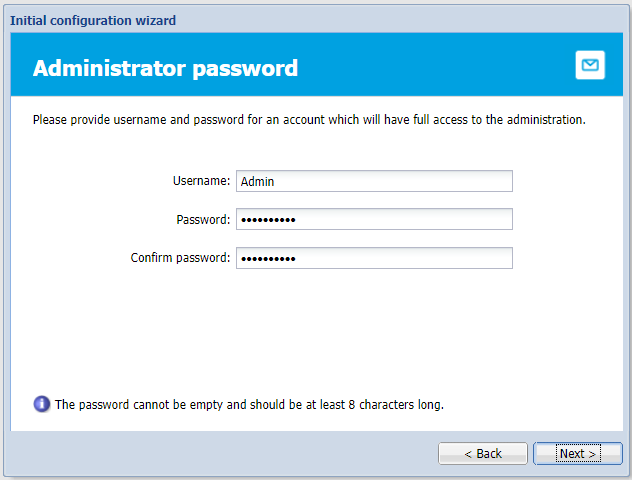 Initial configuration wizard
Administrator password
Please provide username and password for an account which will have full access to the administration.
Username: Admin
Password: ••••••••••
Confirm password: ••••••••••
The password cannot be empty and should be at least 8 characters long.
< Back Next >